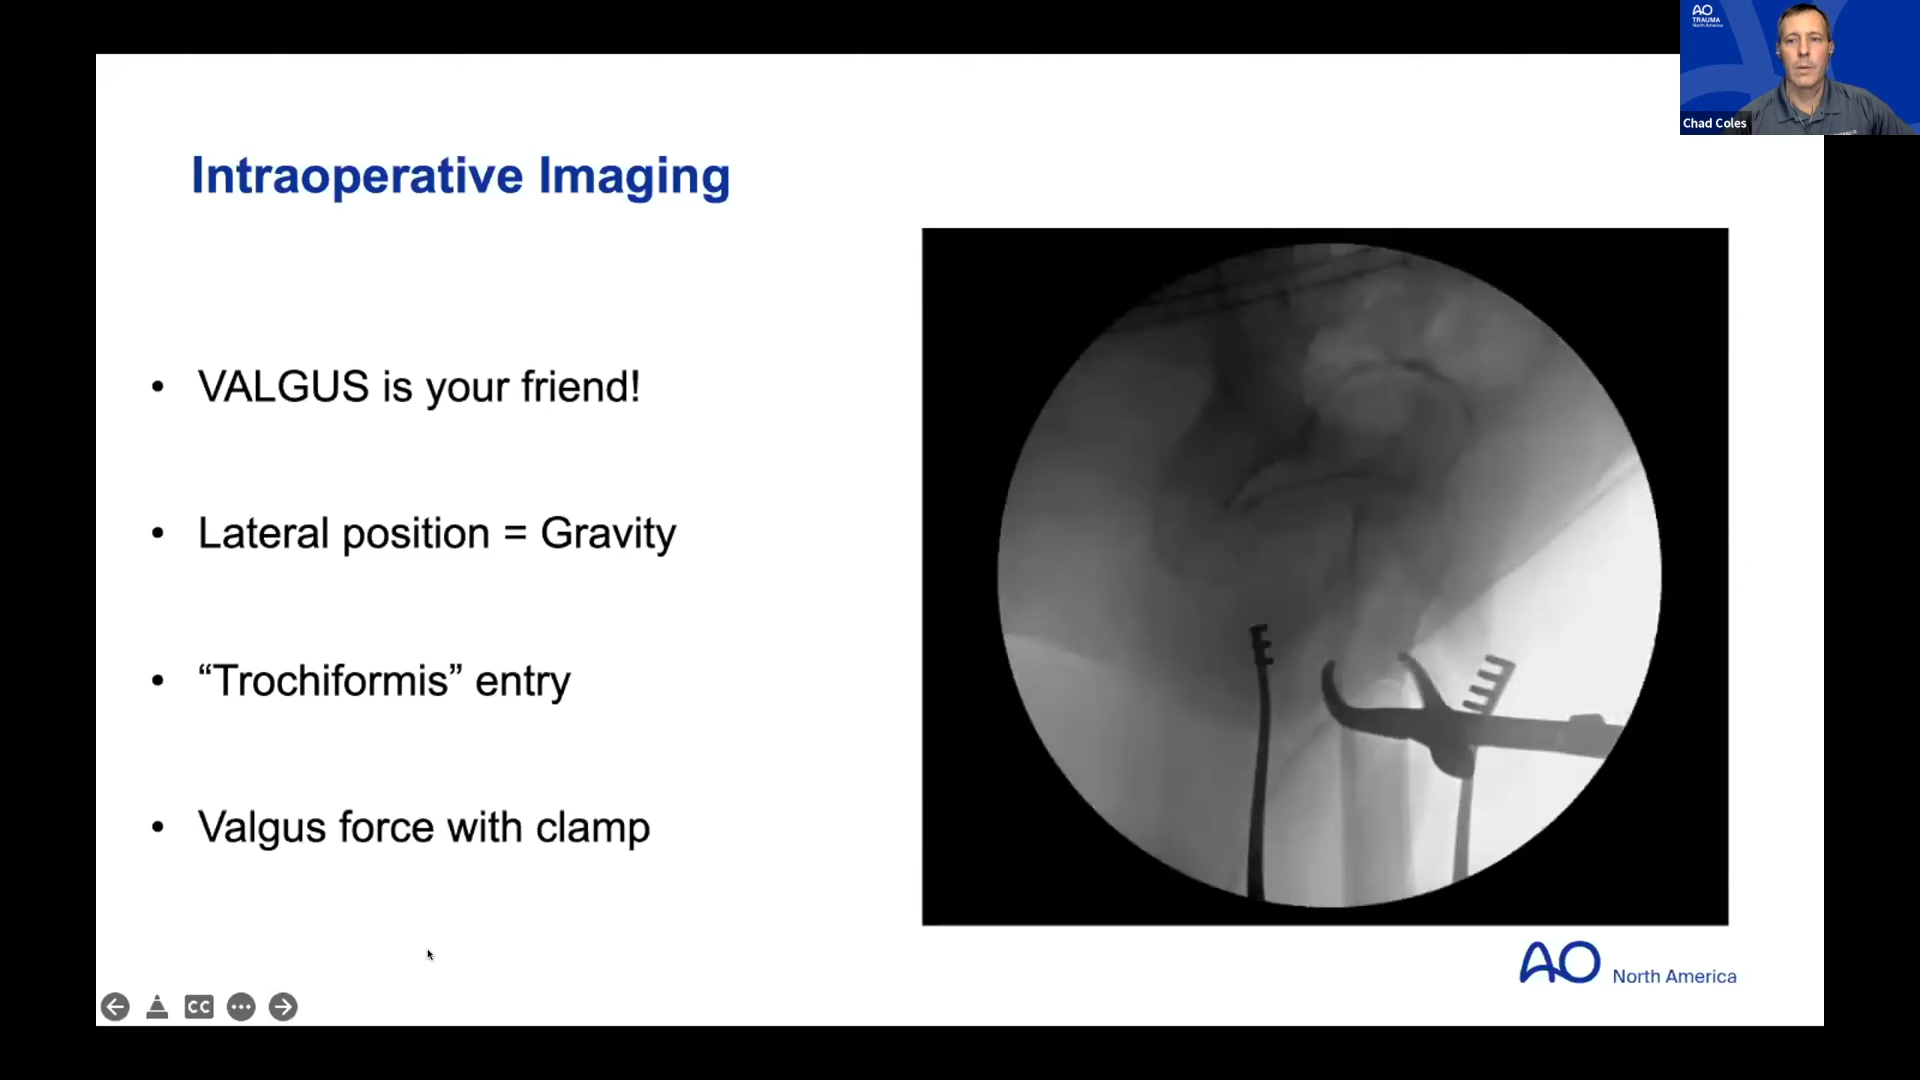 AO
TRAUMA
North America
Chad Coles
Intraoperative Imaging
• VALGUS is your friend!
• Lateral position = Gravity
• “Trochiformis” entry
• Valgus force with clamp
AO North America
CC